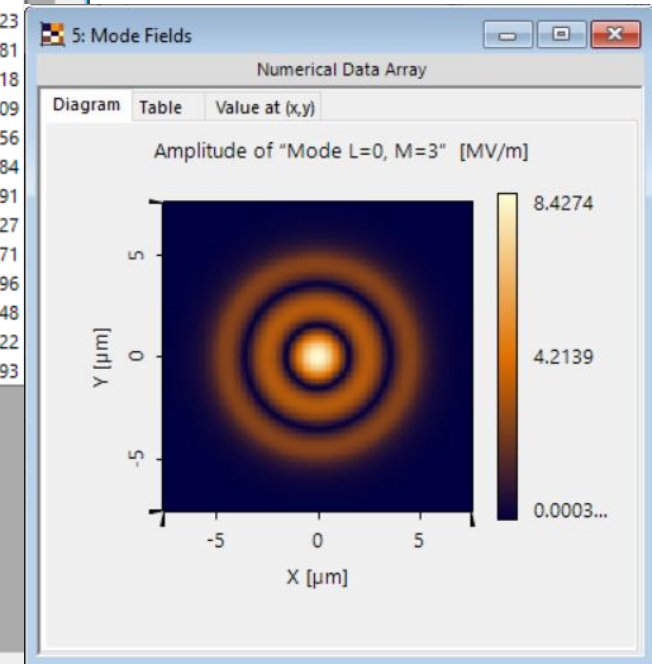 23
81
18
09
56
84
91
27
71
96
48
22
93
5: Mode Fields
Numerical Data Array
Diagram Table Value at (x,y)
Amplitude of "Mode L=0, M=3" [MV/m]
8.4274
4.2139
0.0003...
5
0
-5
Y [µm]
-5 0 5
X [µm]